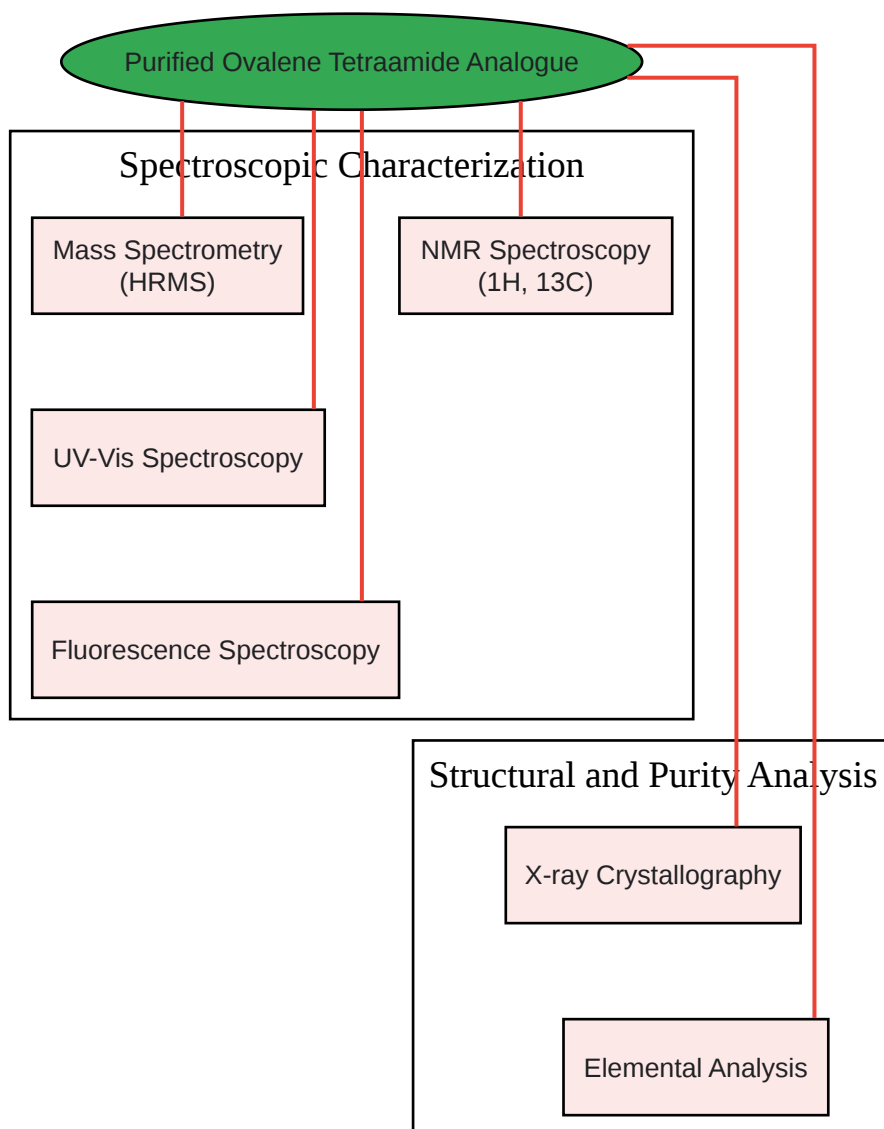 Purified Ovalene Tetraamide Analogue
Spectroscopic Characterization
Mass Spectrometry
(HRMS)
NMR Spectroscopy
(1H, 13C)
UV-Vis Spectroscopy
Fluorescence Spectroscopy
Structural and Purity Analysis
X-ray Crystallography
Elemental Analysis